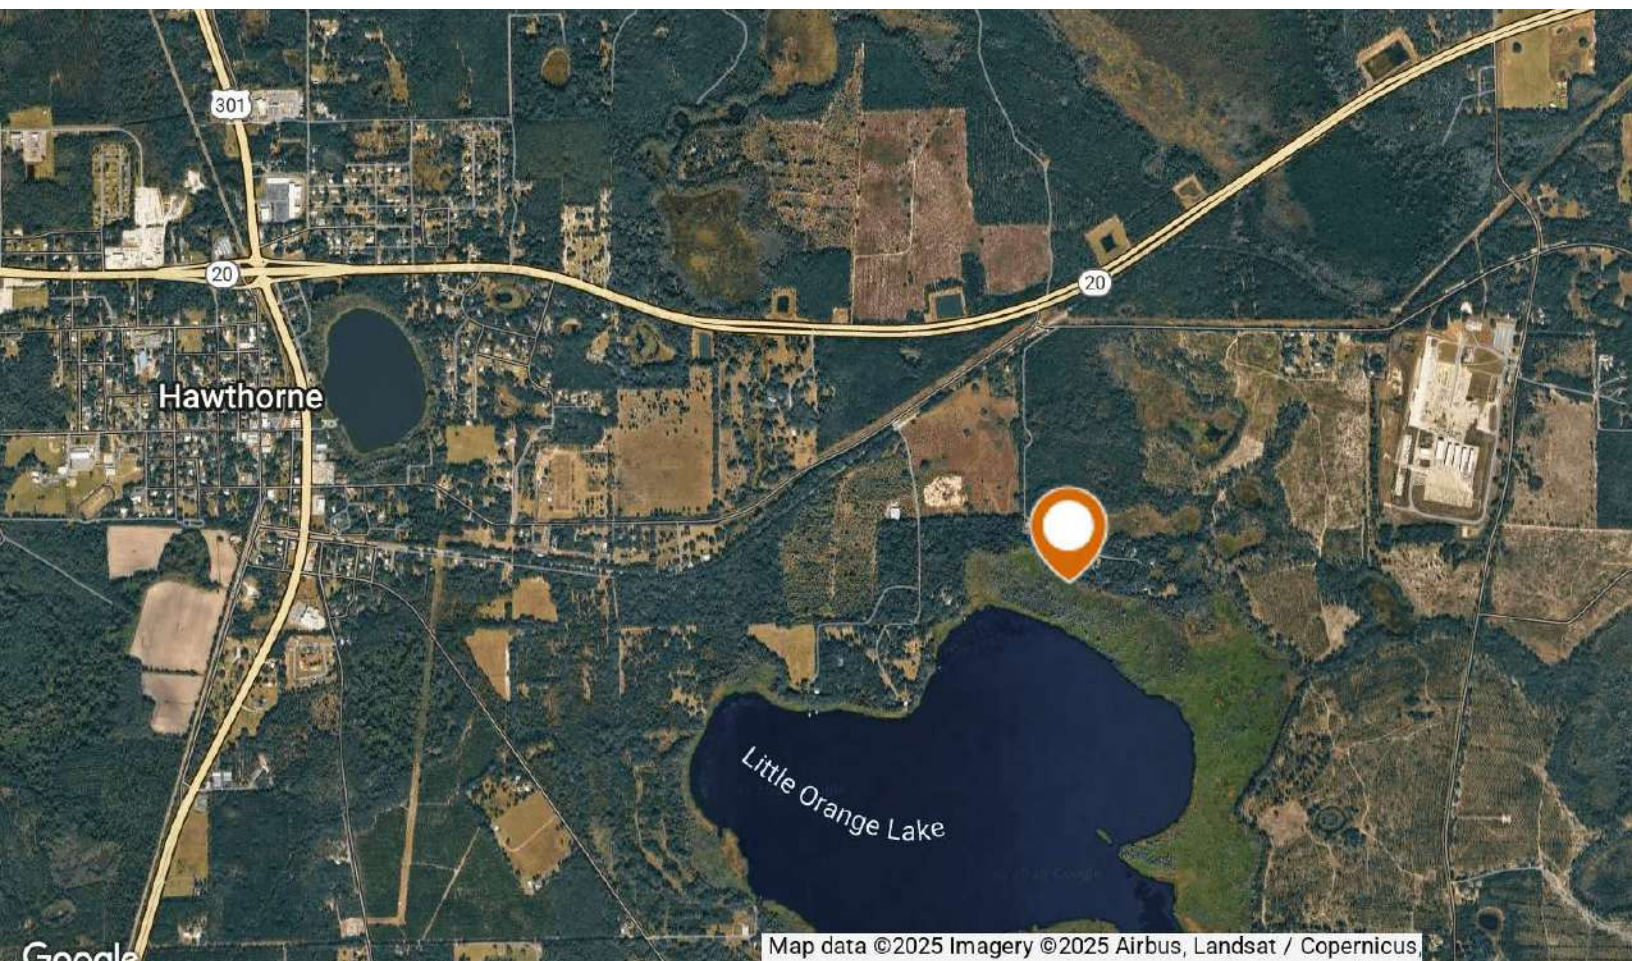 301
20
20
Hawthorne
Little Orange Lake
Google
Map data ©2025 Imagery ©2025 Airbus, Landsat / Copernicus,